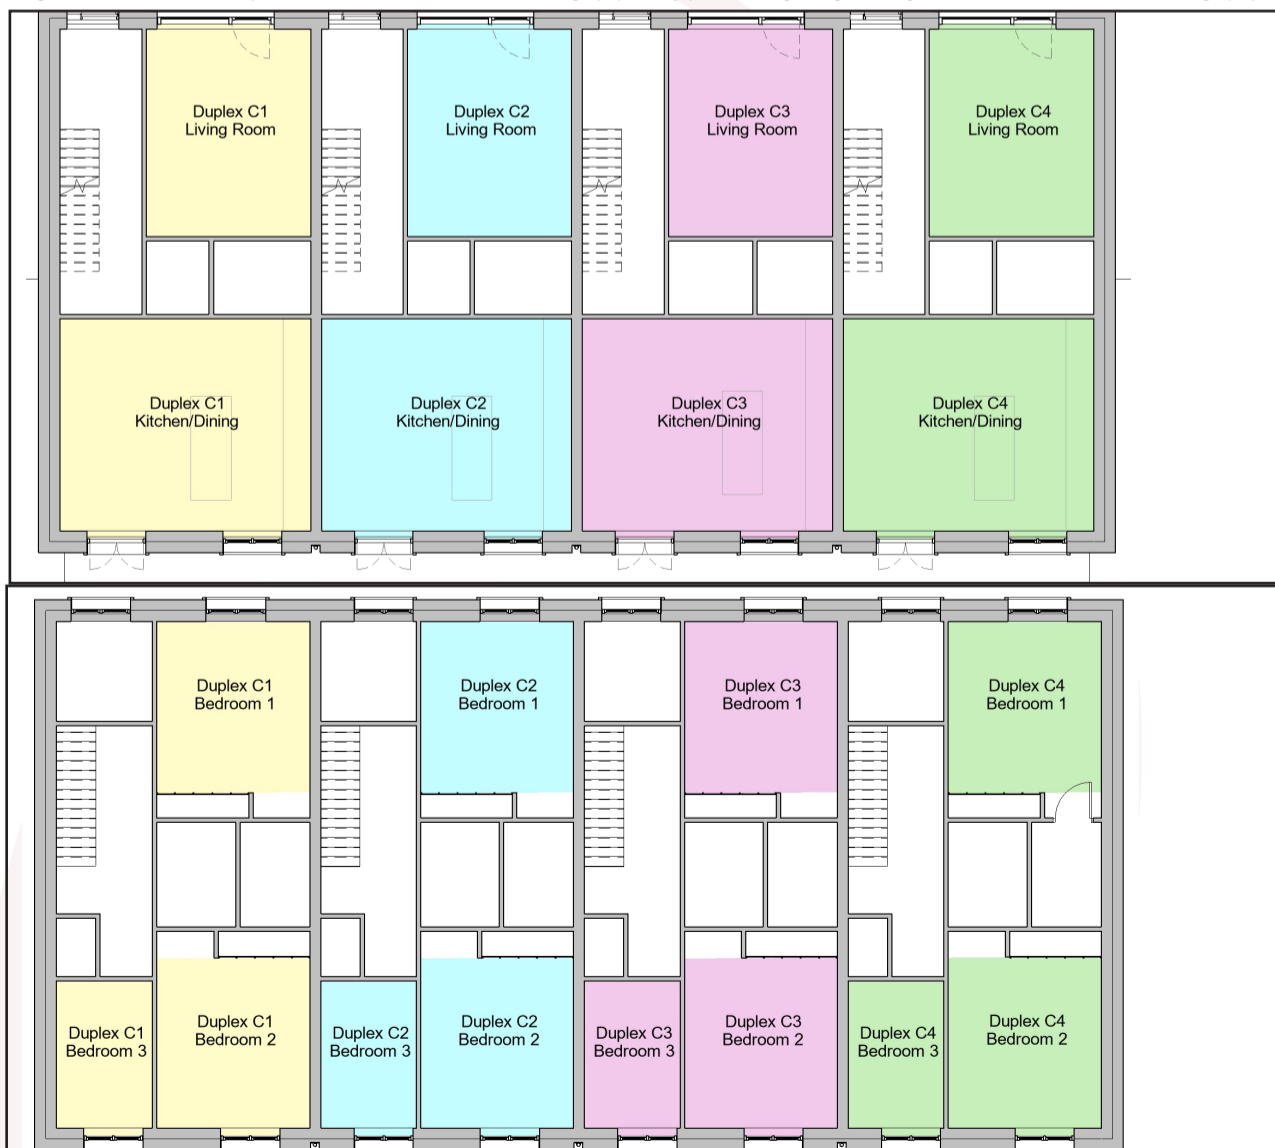 Duplex C1
Living Room
Duplex C2
Living Room
Duplex C3
Living Room
Duplex C4
Living Room
Duplex C1
Kitchen/Dining
Duplex C2
Kitchen/Dining
Duplex C3
Kitchen/Dining
Duplex C4
Kitchen/Dining
Duplex C1
Bedroom 1
Duplex C2
Bedroom 1
Duplex C3
Bedroom 1
Duplex C4
Bedroom 1
Duplex C1
Bedroom 3
Duplex C1
Bedroom 2
Duplex C2
Bedroom 3
Duplex C2
Bedroom 2
Duplex C3
Bedroom 3
Duplex C3
Bedroom 2
Duplex C4
Bedroom 3
Duplex C4
Bedroom 2